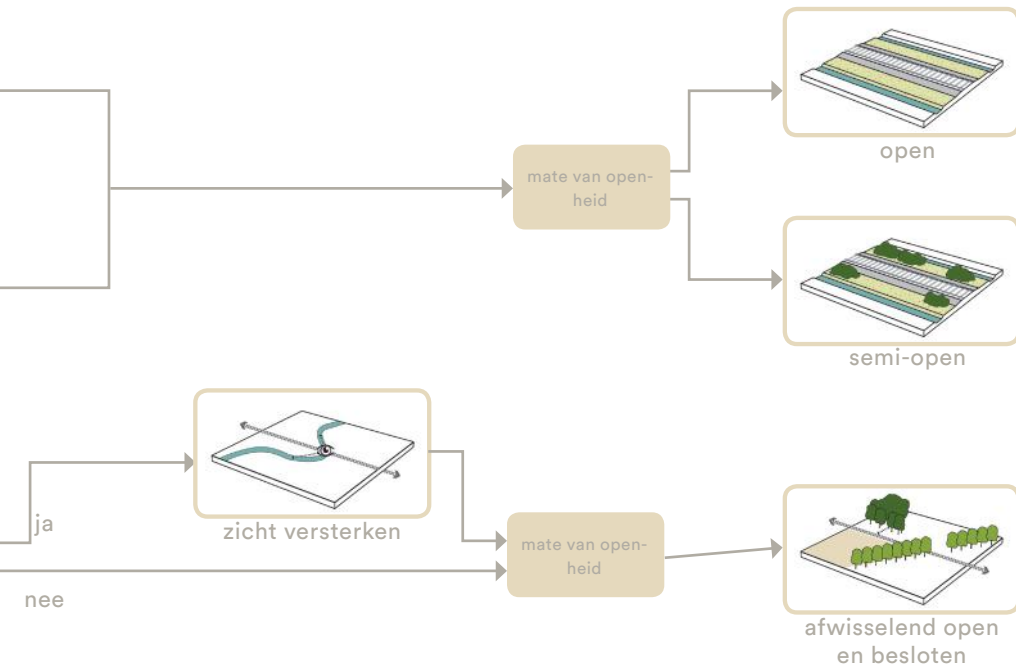 open
mate van open-
heid
semi-open
zicht versterken
ja
mate van open-
heid
nee
afwisselend open
en besloten